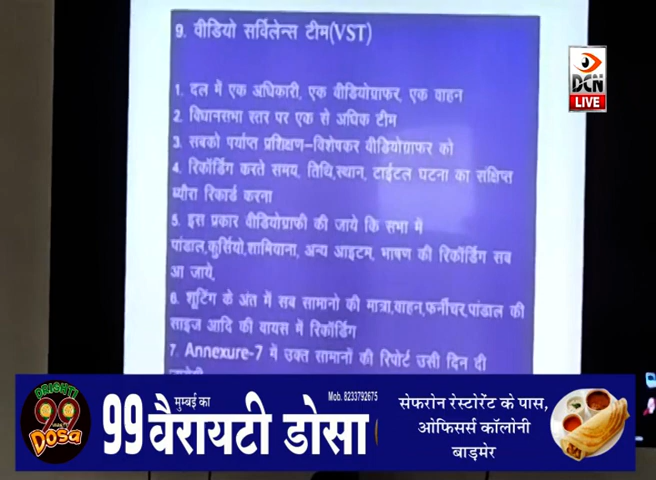 9. वीडियो सर्विलेन्स टीम(VST)
1. दल में एक अधिकारी, एक वीडियोग्राफर, एक वाहन
2. विधानसभा स्तर पर एक से अधिक टीम
3. सबको पर्याप्त प्रशिक्षण-विशेषकर वीडियोग्राफर को
4. रिकॉर्डिंग करते समय, तिथि,स्थान, टाईटल घटना का संक्षिप्त
ब्यौरा रिकार्ड करना
5. इस प्रकार वीडियोग्राफी की जाये कि सभा में
पांडाल,कुर्सियो,शामियाना, अन्य आइटम, भाषण की रिकॉर्डिंग सब
आ जाये,
6. शूटिंग के अंत में सब सामानो की मात्रा,वाहन,फर्नीचर,पांडाल की
साइज आदि की वायस में रिकॉर्डिंग
7. Annexure-7 में उक्त सामानों की रिपोर्ट उसी दिन दी
DCN
LIVE
DRISHTI
99
Dosa
मुम्बई का
Mob. 8233792675
99 वैरायटी डोसा
सेफरोन रेस्टोरेंट के पास,
ऑफिसर्स कॉलोनी
बाड़मेर